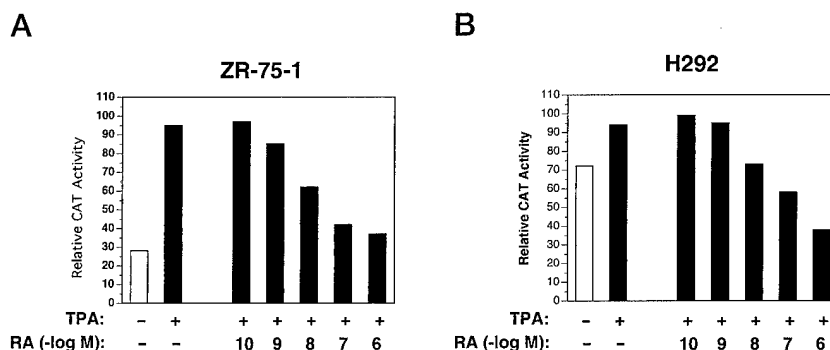 A
ZR-75-1
Relative CAT Activity
110
100
90
80
70
60
50
40
30
20
10
0
TPA: – + + + + + +
RA (-log M): – – 10 9 8 7 6
B
H292
Relative CAT Activity
110
100
90
80
70
60
50
40
30
20
10
0
TPA: – + + + + + +
RA (-log M): – – 10 9 8 7 6